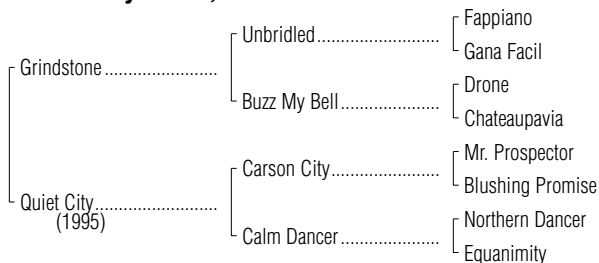 Fappiano
Unbridled
Gana Facil
Grindstone
Drone
Buzz My Bell
Chateaupavia
Mr. Prospector
Carson City
Blushing Promise
Quiet City
(1995)
Northern Dancer
Calm Dancer
Equanimity